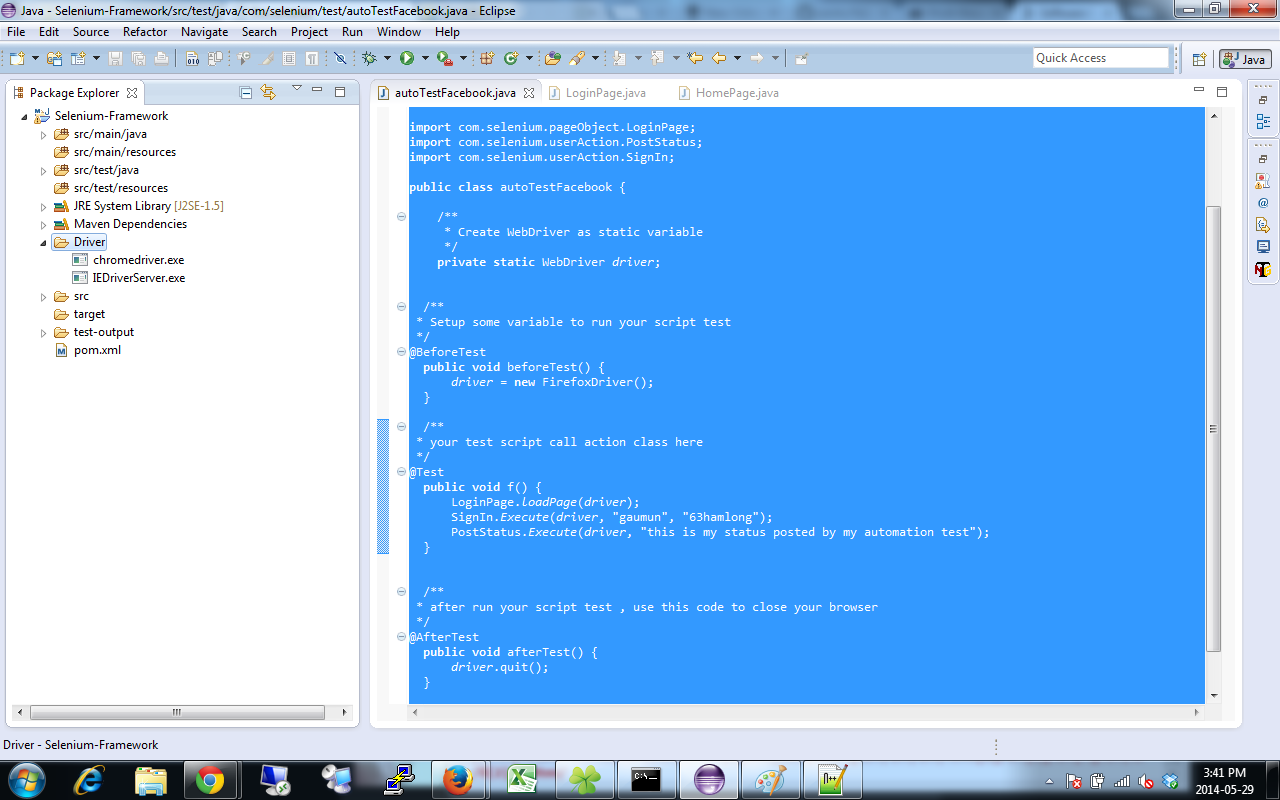 Java - Selenium-Framework/src/test/java/com/selenium/test/autoTestFacebook.java - Eclipse
File Edit Source Refactor Navigate Search Project Run Window Help
Quick Access
Java
Package Explorer
Selenium-Framework
src/main/java
src/main/resources
src/test/java
src/test/resources
JRE System Library [J2SE-1.5]
Maven Dependencies
Driver
chromedriver.exe
IEDriverServer.exe
src
target
test-output
pom.xml
autoTestFacebook.java LoginPage.java HomePage.java
import com.selenium.pageObject.LoginPage;
import com.selenium.userAction.PostStatus;
import com.selenium.userAction.SignIn;
public class autoTestFacebook {
/**
* Create WebDriver as static variable
*/
private static WebDriver driver;
/**
* Setup some variable to run your script test
*/
@BeforeTest
public void beforeTest() {
driver = new FirefoxDriver();
}
/**
* your test script call action class here
*/
@Test
public void f() {
LoginPage.loadPage(driver);
SignIn.Execute(driver, "gaumun", "63hamlong");
PostStatus.Execute(driver, "this is my status posted by my automation test");
}
/**
* after run your script test , use this code to close your browser
*/
@AfterTest
public void afterTest() {
driver.quit();
}
Driver - Selenium-Framework
3:41 PM
2014-05-29